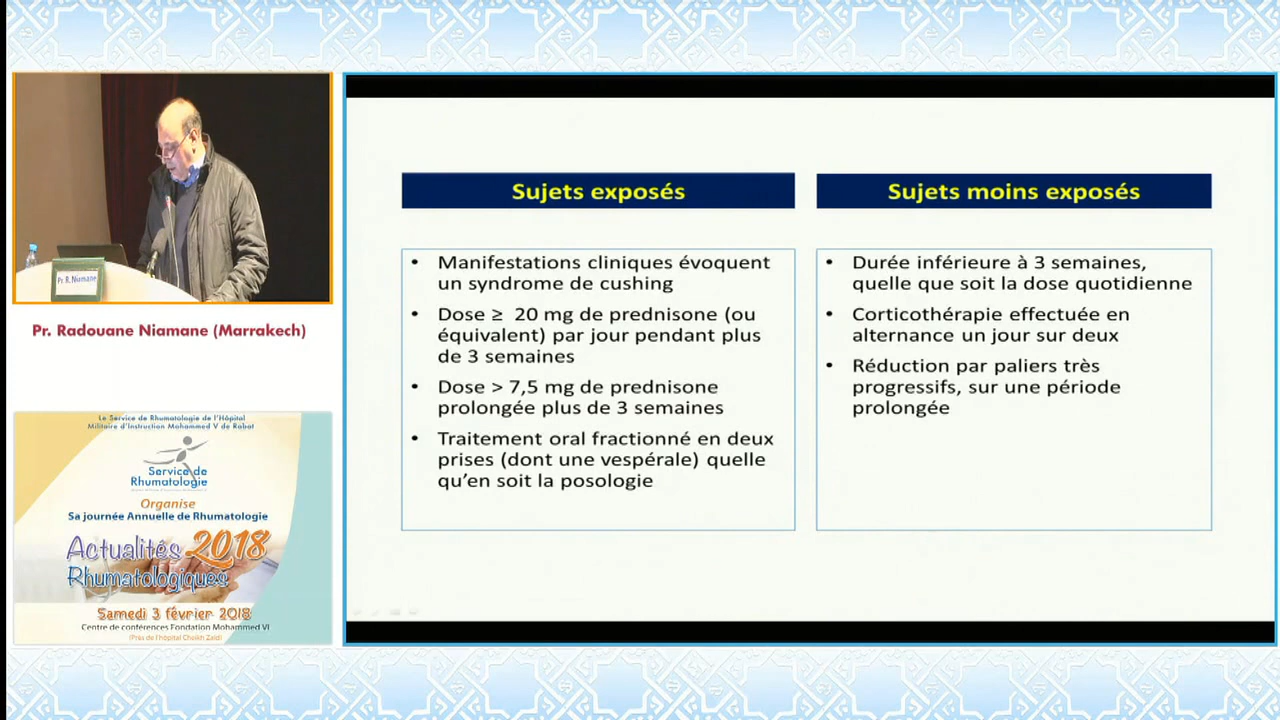 Pr. R. Niamane
Pr. Radouane Niamane (Marrakech)
Le Service de Rhumatologie de l'Hôpital
Militaire d'Instruction Mohammed V de Rabat
Service de
Rhumatologie
Organise
Sa journée Annuelle de Rhumatologie
Actualités 2018
Rhumatologiques
Samedi 3 février 2018
Centre de conférences Fondation Mohammed VI
(Près de l'hôpital Cheikh Zaïd)
Sujets exposés
• Manifestations cliniques évoquent
un syndrome de cushing
• Dose ≥ 20 mg de prednisone (ou
équivalent) par jour pendant plus
de 3 semaines
• Dose > 7,5 mg de prednisone
prolongée plus de 3 semaines
• Traitement oral fractionné en deux
prises (dont une vespérale) quelle
qu'en soit la posologie
Sujets moins exposés
• Durée inférieure à 3 semaines,
quelle que soit la dose quotidienne
• Corticothérapie effectuée en
alternance un jour sur deux
• Réduction par paliers très
progressifs, sur une période
prolongée